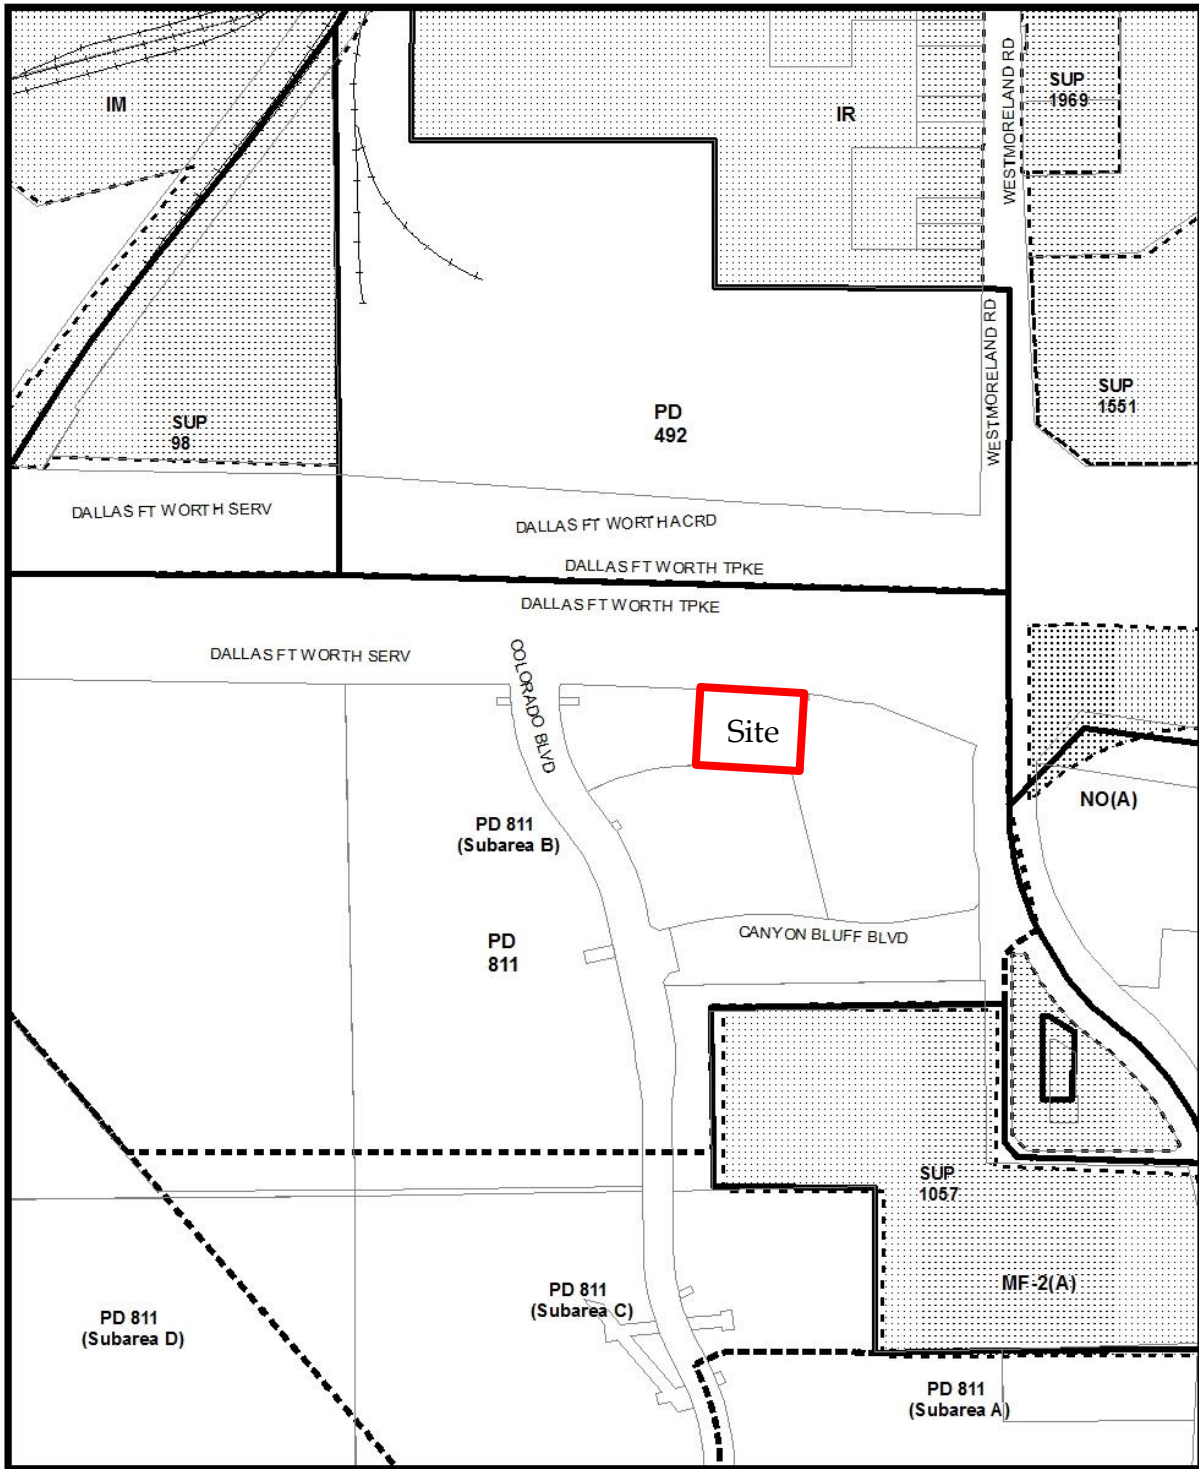 IM
SUP
1969
IR
WESTMORELAND RD
WESTMORELAND RD
SUP
1551
PD
492
SUP
98
DALLAS FT WORTH SERV
DALLAS FT WORTH ACRD
DALLAS FT WORTH TPKE
DALLAS FT WORTH TPKE
DALLAS FT WORTH SERV
COLORADO BLVD
Site
NO(A)
PD 811
(Subarea B)
CANYON BLUFF BLVD
PD
811
SUP
1057
MF-2(A)
PD 811
(Subarea C)
PD 811
(Subarea D)
PD 811
(Subarea A)